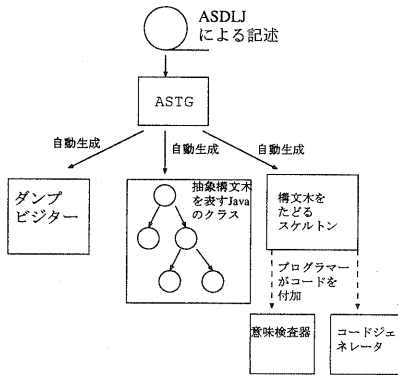 ASDLJ
による記述
ASTG
自動生成
自動生成
自動生成
ダンプ
ビジター
抽象構文木
を表すJava
のクラス
構文木を
たどる
スケルトン
プログラマー
がコードを
付加
意味検査器
コードジェ
ネレータ